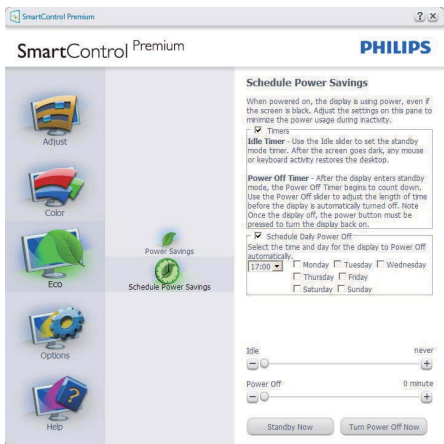 SmartControl Premium
SmartControl Premium
PHILIPS
Adjust
Color
Eco
Options
Help
Power Savings
Schedule Power Savings
Schedule Power Savings
When powered on, the display is using power, even if
the screen is black. Adjust the settings on this pane to
minimize the power usage during inactivity.
Timers
Idle Timer - Use the Idle slider to set the standby
mode timer. After the screen goes dark, any mouse
or keyboard activity restores the desktop.
Power Off Timer - After the display enters standby
mode, the Power Off Timer begins to count down.
Use the Power Off slider to adjust the length of time
before the display is automatically turned off. Note
Once the display off, the power button must be
pressed to turn the display back on.
Schedule Daily Power Off
Select the time and day for the display to Power Off
automatically.
17:00 Monday Tuesday Wednesday
Thursday Friday
Saturday Sunday
Idle never
Power Off 0 minute
Standby Now Turn Power Off Now